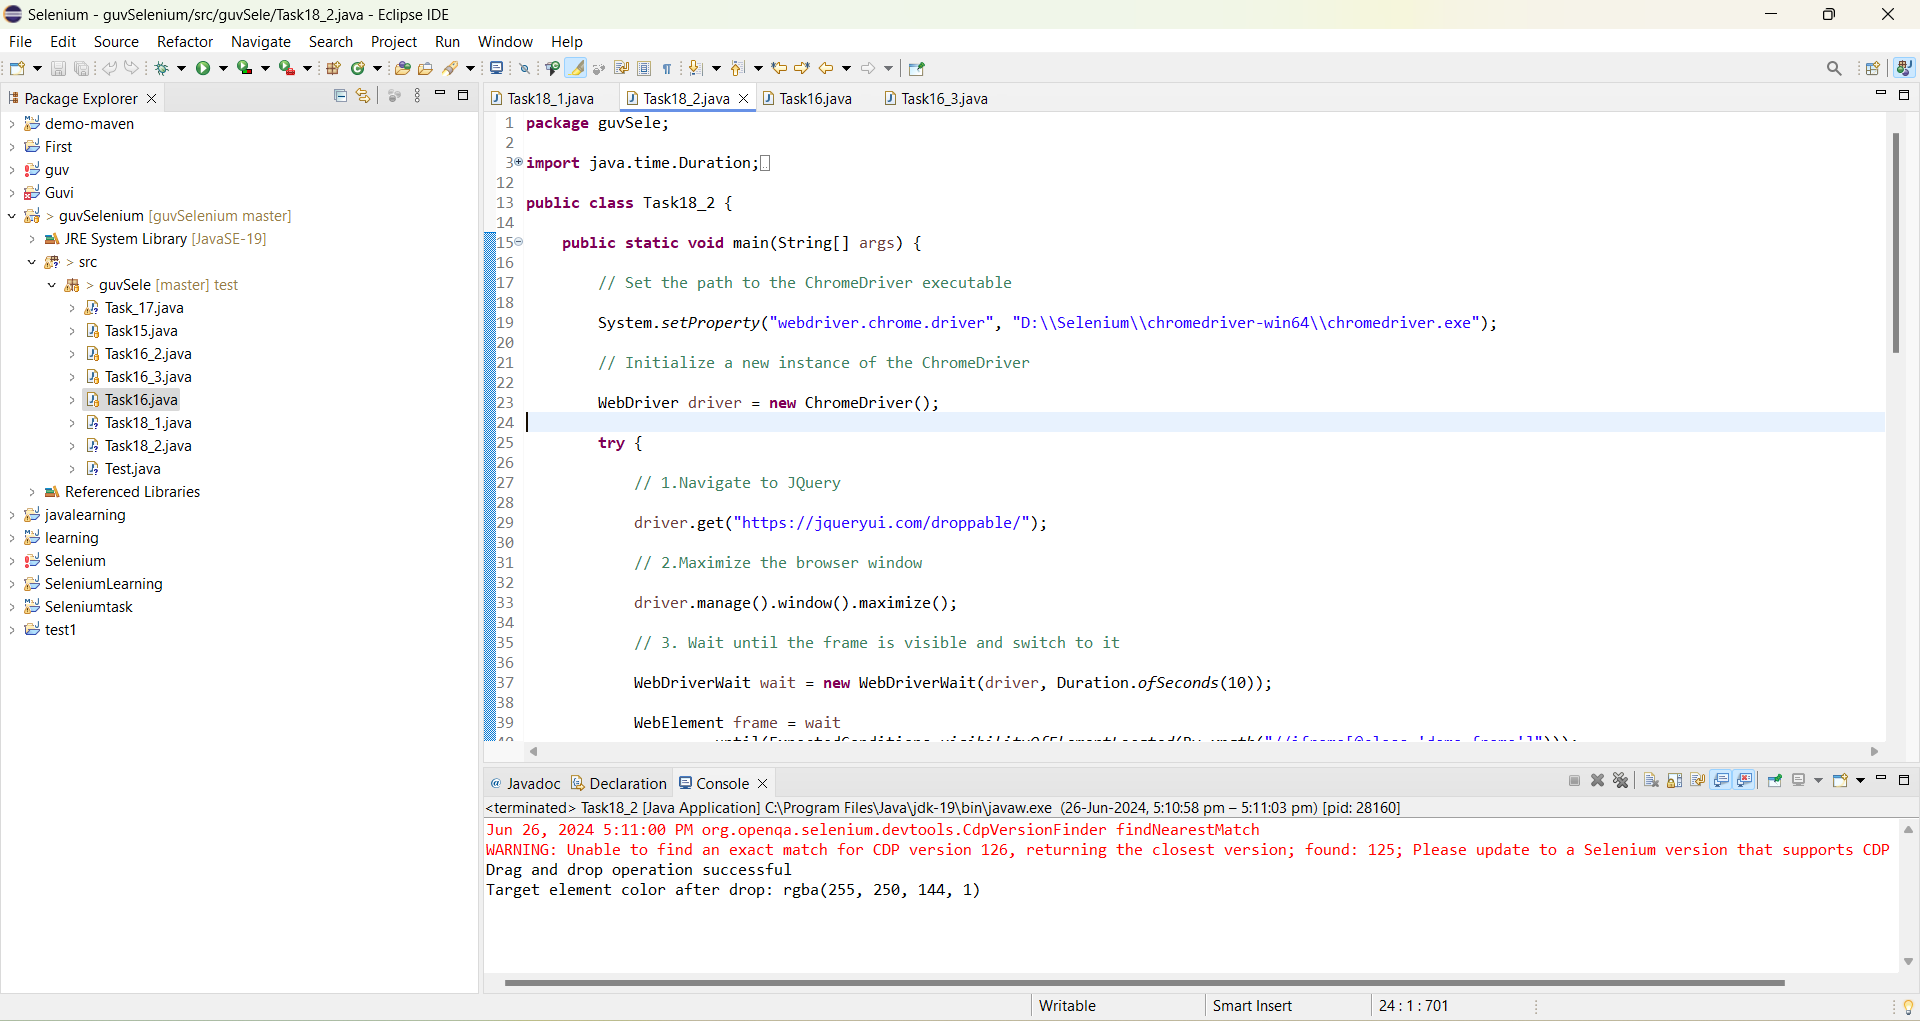 Selenium - guvSelenium/src/guvSele/Task18_2.java - Eclipse IDE
File Edit Source Refactor Navigate Search Project Run Window Help
Package Explorer
demo-maven
First
guv
Guvi
> guvSelenium [guvSelenium master]
JRE System Library [JavaSE-19]
> src
> guvSele [master] test
Task_17.java
Task15.java
Task16_2.java
Task16_3.java
Task16.java
Task18_1.java
Task18_2.java
Test.java
Referenced Libraries
javalearning
learning
Selenium
SeleniumLearning
Seleniumtask
test1
Task18_1.java Task18_2.java Task16.java Task16_3.java
1 package guvSele;
2
3 import java.time.Duration;
12
13 public class Task18_2 {
14
15 public static void main(String[] args) {
16
17 // Set the path to the ChromeDriver executable
18
19 System.setProperty("webdriver.chrome.driver", "D:\\Selenium\\chromedriver-win64\\chromedriver.exe");
20
21 // Initialize a new instance of the ChromeDriver
22
23 WebDriver driver = new ChromeDriver();
24
25 try {
26
27 // 1.Navigate to JQuery
28
29 driver.get("https://jqueryui.com/droppable/");
30
31 // 2.Maximize the browser window
32
33 driver.manage().window().maximize();
34
35 // 3. Wait until the frame is visible and switch to it
36
37 WebDriverWait wait = new WebDriverWait(driver, Duration.ofSeconds(10));
38
39 WebElement frame = wait
Javadoc Declaration Console
<terminated> Task18_2 [Java Application] C:\Program Files\Java\jdk-19\bin\javaw.exe (26-Jun-2024, 5:10:58 pm – 5:11:03 pm) [pid: 28160]
Jun 26, 2024 5:11:00 PM org.openqa.selenium.devtools.CdpVersionFinder findNearestMatch
WARNING: Unable to find an exact match for CDP version 126, returning the closest version; found: 125; Please update to a Selenium version that supports CDP
Drag and drop operation successful
Target element color after drop: rgba(255, 250, 144, 1)
Writable Smart Insert 24 : 1 : 701